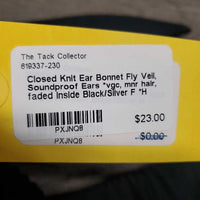 The Tack Collector
619337-230
Closed Knit Ear Bonnet Fly Veil,
Soundproof Ears *vgc, mnr hair,
faded inside Black/Silver F *H
$23.00
PXJNQ8
PXJNQ8
$0.00